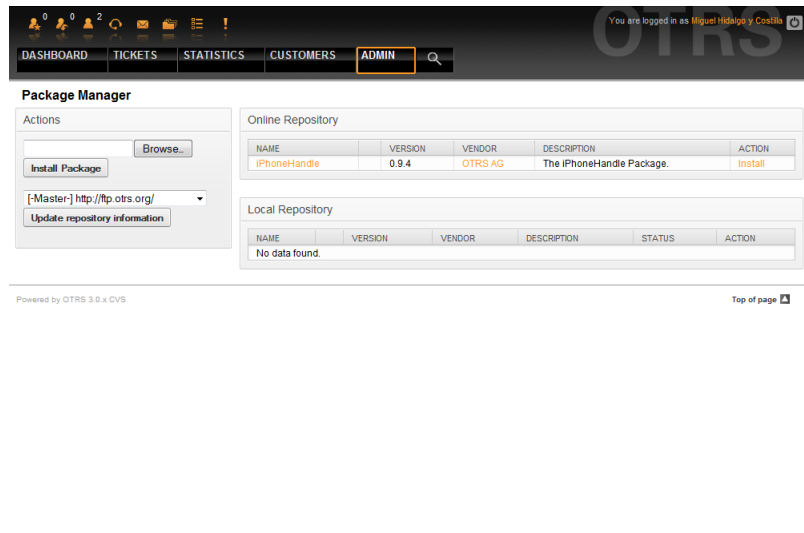 0 0 2
You are logged in as Miguel Hidalgo y Costilla
OTRS
DASHBOARD TICKETS STATISTICS CUSTOMERS ADMIN
Package Manager
Actions
Browse..
Install Package
[-Master-] http://ftp.otrs.org/
Update repository information
Online Repository
NAME VERSION VENDOR DESCRIPTION ACTION
iPhoneHandle 0.9.4 OTRS AG The iPhoneHandle Package. Install
Local Repository
NAME VERSION VENDOR DESCRIPTION STATUS ACTION
No data found.
Powered by OTRS 3.0.x CVS
Top of page